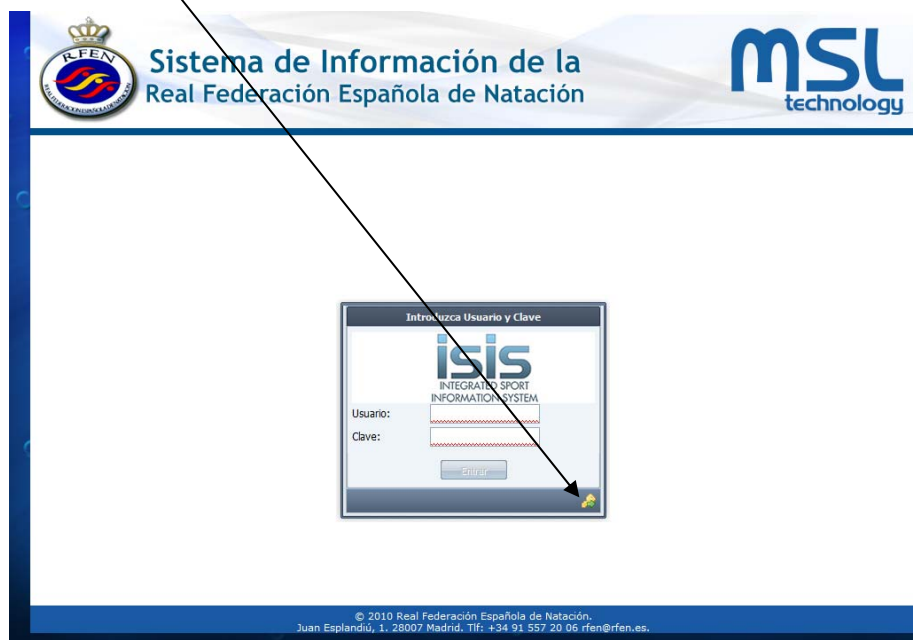 RFEN
Sistema de Información de la
Real Federación Española de Natación
MSL
technology
Introduzca Usuario y Clave
isis
INTEGRATED SPORT
INFORMATION SYSTEM
Usuario:
Clave:
Entrar
© 2010 Real Federación Española de Natación.
Juan Esplandiú, 1. 28007 Madrid. Tlf: +34 91 557 20 06 rfen@rfen.es.